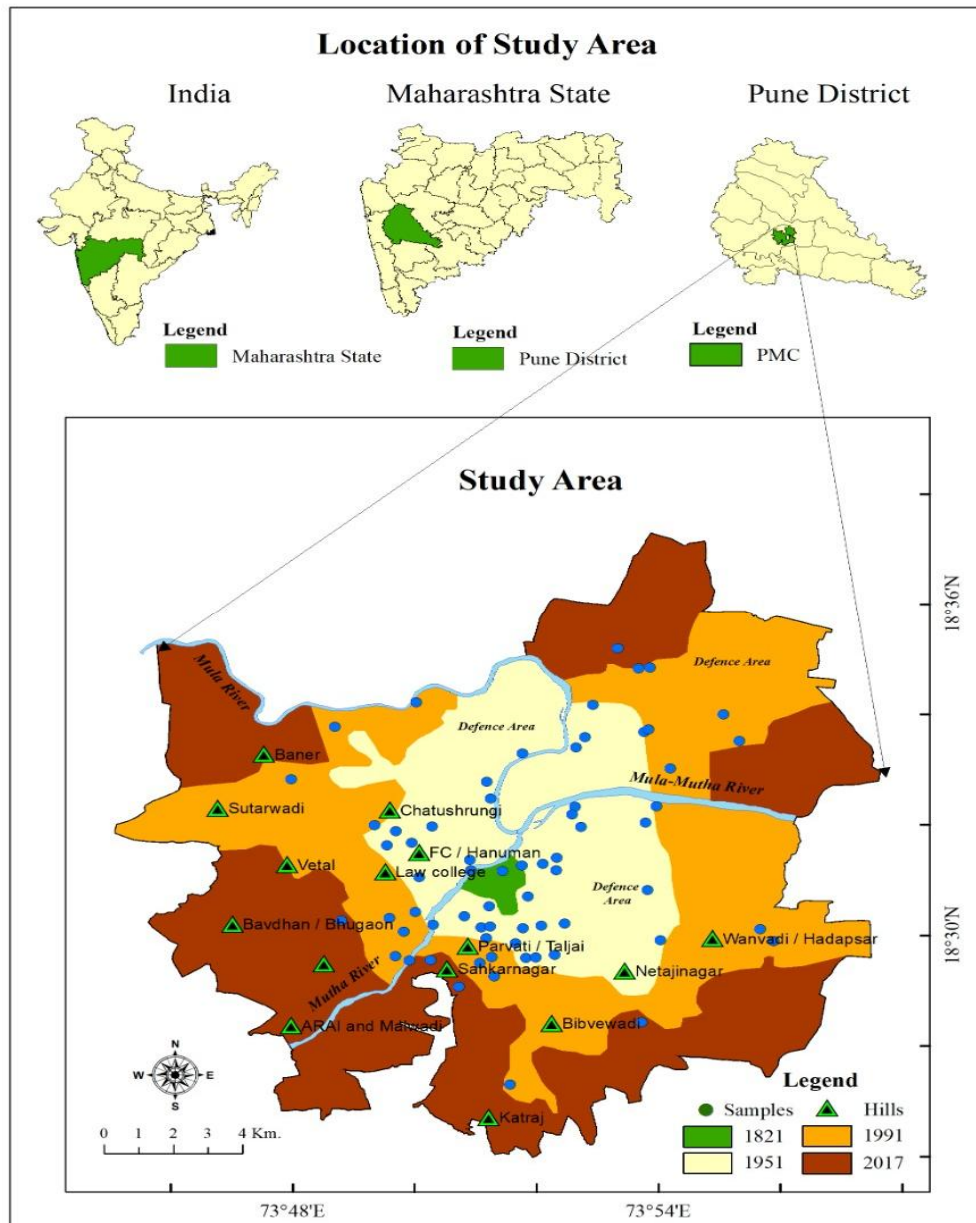 Location of Study Area
India
Maharashtra State
Pune District
Legend
Maharashtra State
Legend
Pune District
Legend
PMC
Study Area
18°36'N
Defence Area
Mula River
Defence Area
Baner
Mula-Mutha River
Sutarwadi
Chatushrungi
FC / Hanuman
Vetal
Law college
Defence Area
Bavdhan / Bhugaon
Wanvadi / Hadapsar
18°30'N
Parvati / Taljai
Sahkarnagar
Netajinagar
Mutha River
ARAI and Malwadi
Bibvewadi
Katraj
N
W
E
S
0 1 2 3 4 Km.
Legend
Samples
Hills
1821
1991
1951
2017
73°48'E
73°54'E